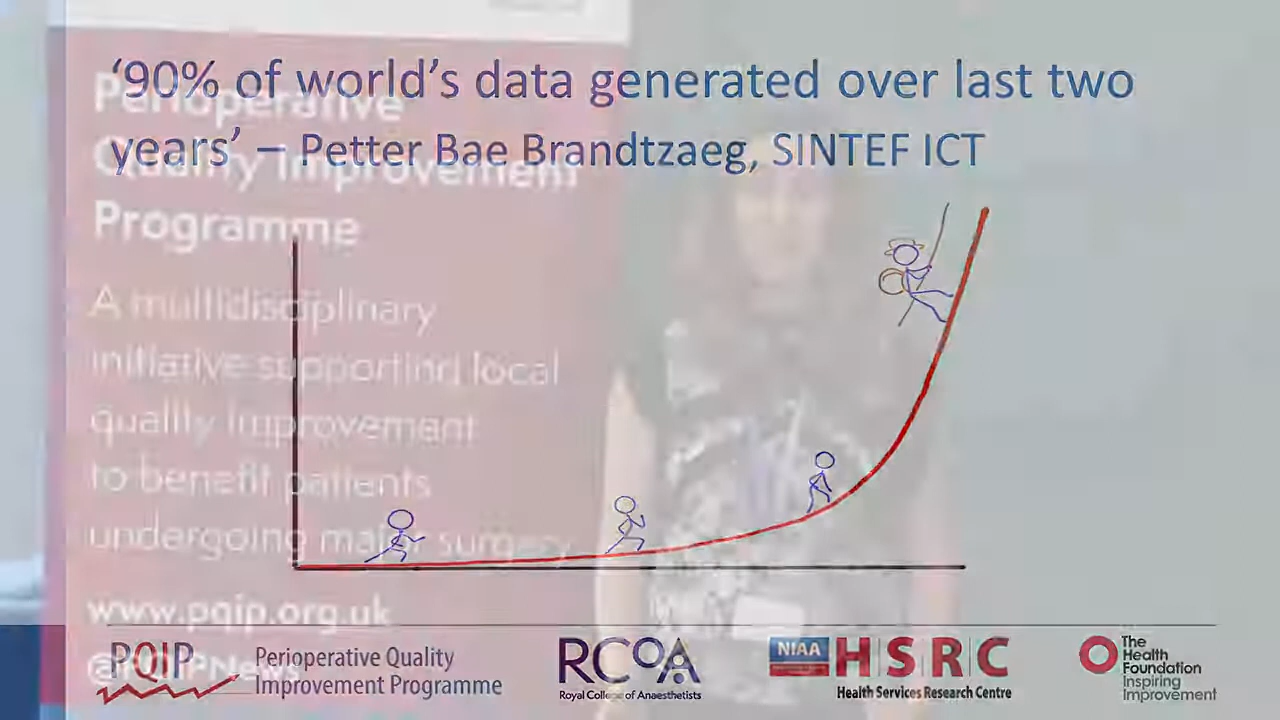 ‘90% of world’s data generated over last two
years’ – Petter Bae Brandtzaeg, SINTEF ICT
Perioperative
Quality Improvement
Programme
A multidisciplinary
initiative supporting local
quality improvement
to benefit patients
undergoing major surgery
www.pqip.org.uk
@PQIPNews
PQIP
Perioperative Quality
Improvement Programme
RCOA
Royal College of Anaesthetists
NIAA
HSRC
Health Services Research Centre
The
Health
Foundation
Inspiring
Improvement